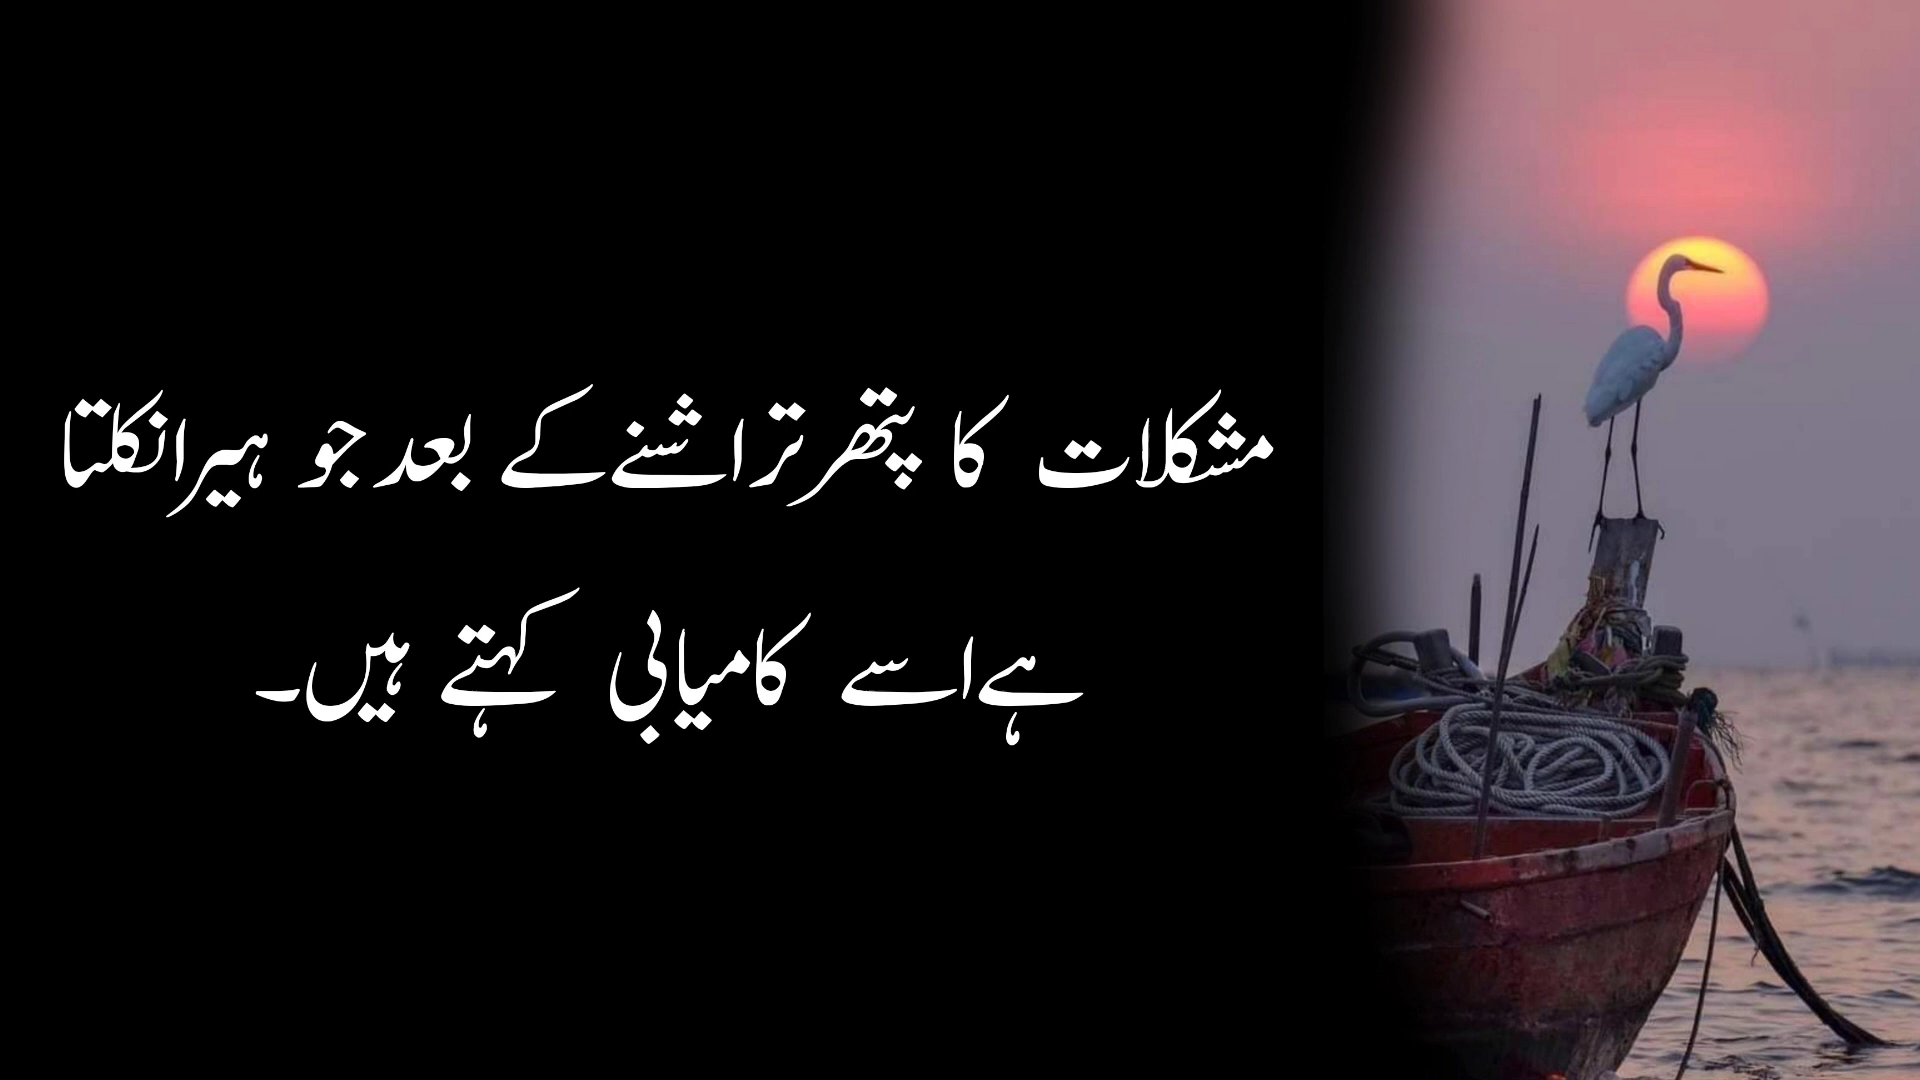 مشکلات کا پتھر تراشنے کے بعد جو ہیرا نکلتا
ہے اسے کامیابی کہتے ہیں۔